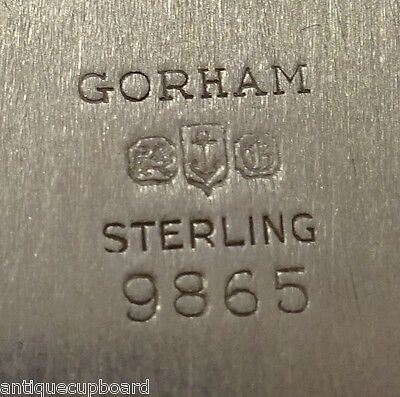 GORHAM
G
STERLING
9865
antiquecupboard